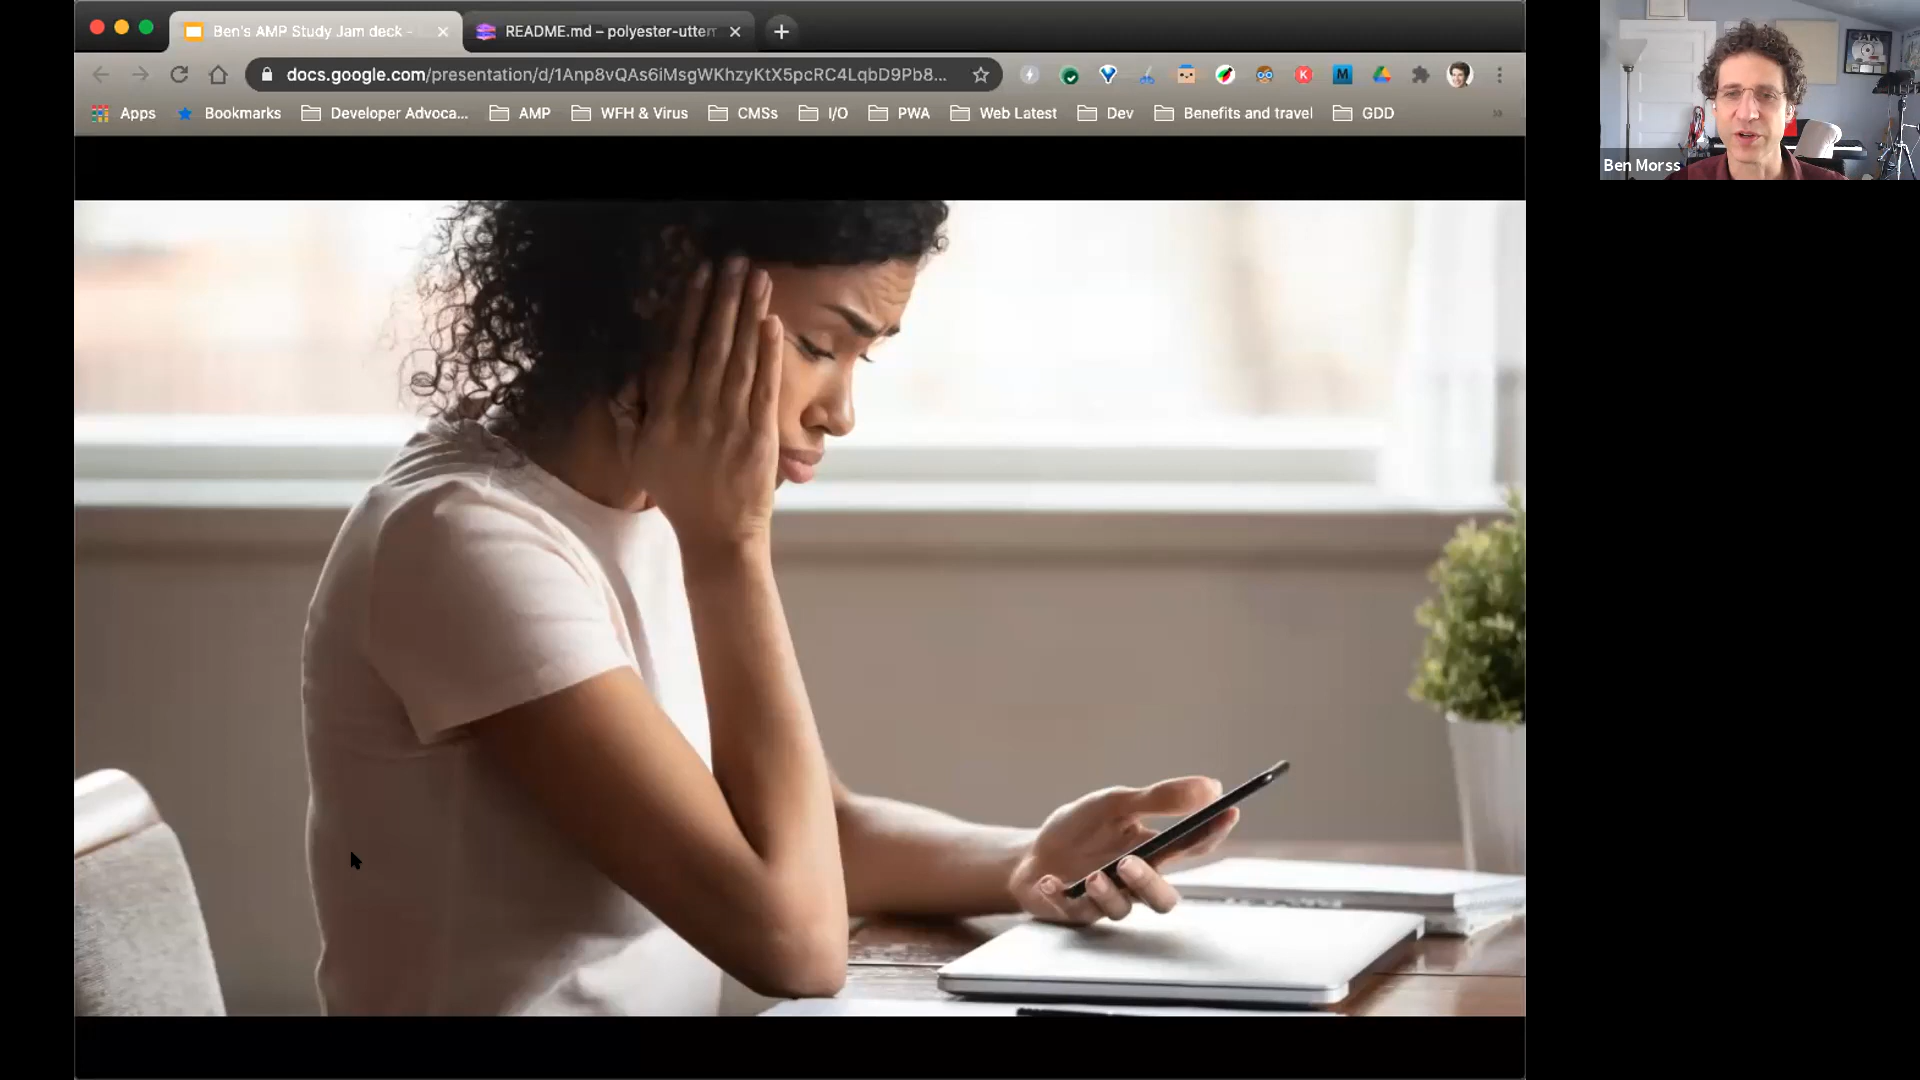 Ben's AMP Study Jam deck -
README.md – polyester-utter
docs.google.com/presentation/d/1Anp8vQAs6iMsgWKhzyKtX5pcRC4LqbD9Pb8...
Apps
Bookmarks
Developer Advoca...
AMP
WFH & Virus
CMSs
I/O
PWA
Web Latest
Dev
Benefits and travel
GDD
K
M
Ben Morss